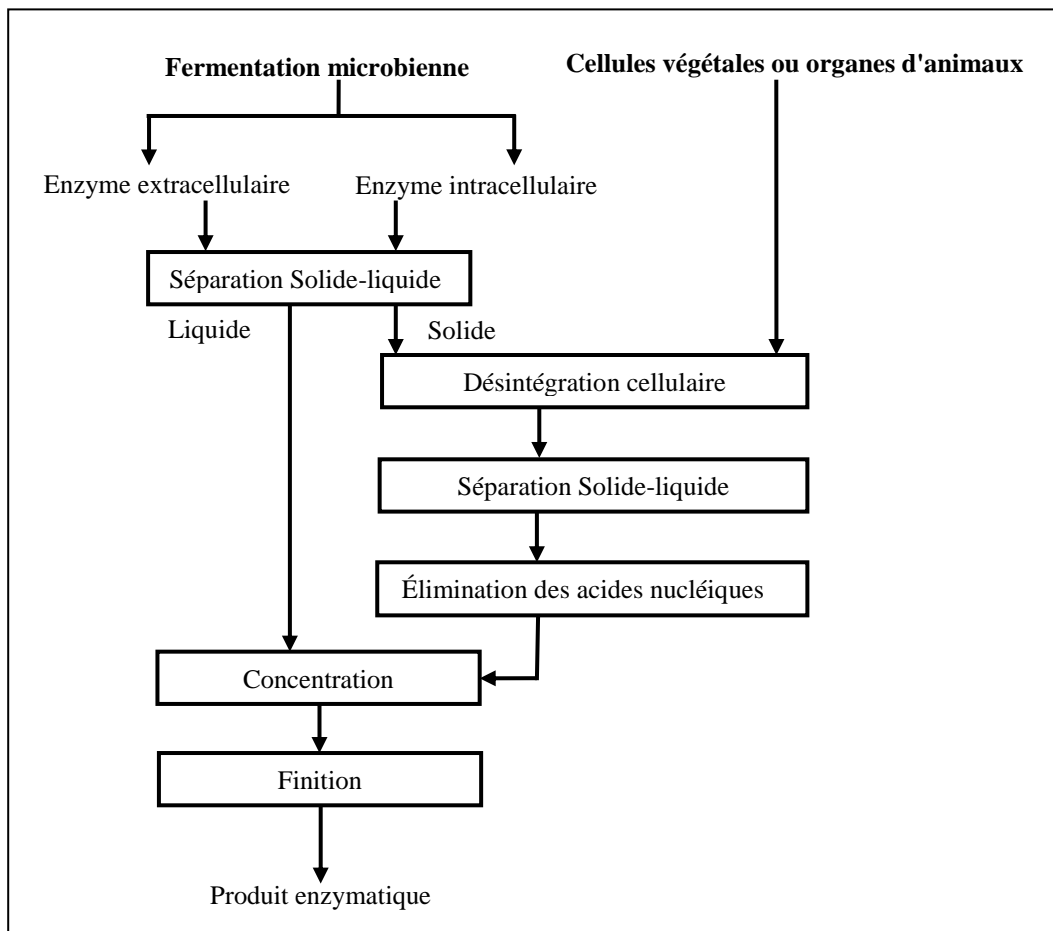 Fermentation microbienne
Cellules végétales ou organes d'animaux
Enzyme extracellulaire
Enzyme intracellulaire
Séparation Solide-liquide
Liquide
Solide
Désintégration cellulaire
Séparation Solide-liquide
Élimination des acides nucléiques
Concentration
Finition
Produit enzymatique